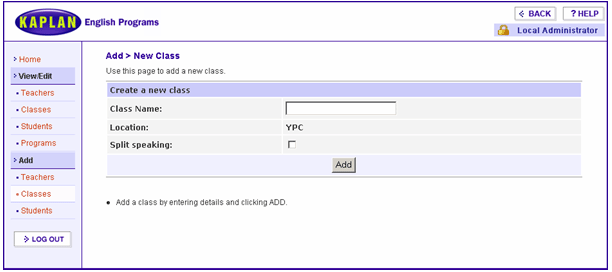 KAPLAN English Programs
BACK
? HELP
Local Administrator
Home
View/Edit
Teachers
Classes
Students
Programs
Add
Teachers
Classes
Students
LOG OUT
Add > New Class
Use this page to add a new class.
Create a new class
Class Name:
Location: YPC
Split speaking:
Add
Add a class by entering details and clicking ADD.